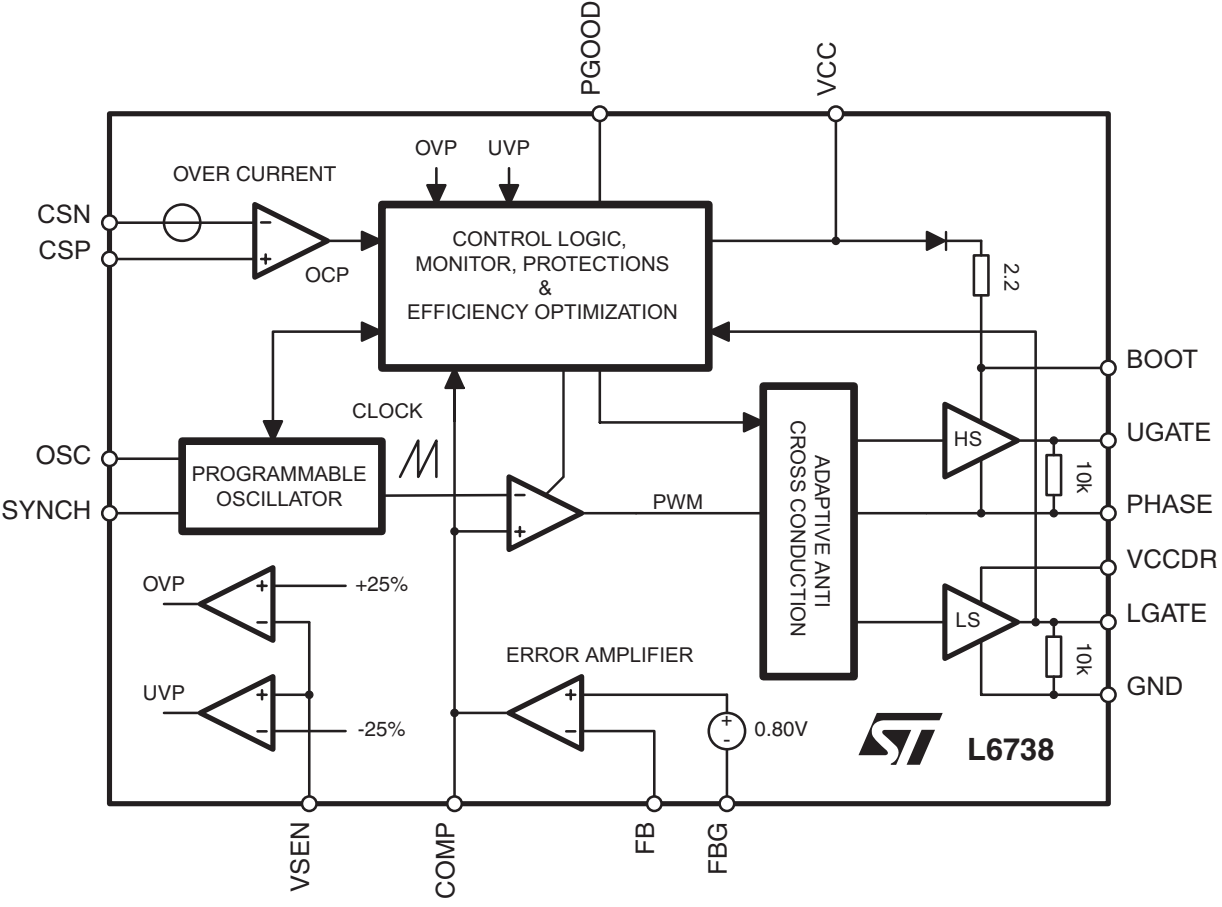 PGOOD
VCC
OVP
UVP
OVER CURRENT
CSN
CSP
-
+
OCP
CONTROL LOGIC,
MONITOR, PROTECTIONS
&
EFFICIENCY OPTIMIZATION
2.2
BOOT
CLOCK
UGATE
HS
10k
OSC
SYNCH
PROGRAMMABLE
OSCILLATOR
-
+
PWM
ADAPTIVE ANTI
CROSS CONDUCTION
PHASE
VCCDR
LGATE
LS
10k
GND
OVP
+
-
+25%
UVP
+
-
-25%
ERROR AMPLIFIER
+
-
+
-
0.80V
ST
L6738
VSEN
COMP
FB
FBG